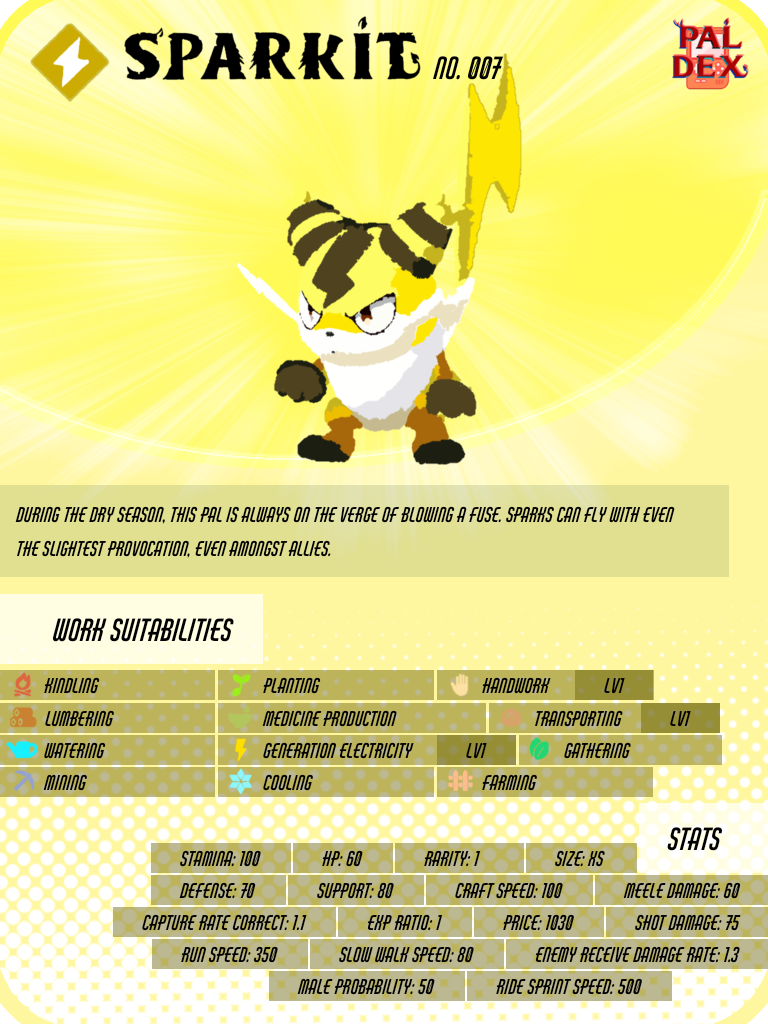 SPARKIT NO. 007
PAL
DEX
DURING THE DRY SEASON, THIS PAL IS ALWAYS ON THE VERGE OF BLOWING A FUSE. SPARKS CAN FLY WITH EVEN
THE SLIGHTEST PROVOCATION, EVEN AMONGST ALLIES.
WORK SUITABILITIES
KINDLING PLANTING HANDWORK LV1
LUMBERING MEDICINE PRODUCTION TRANSPORTING LV1
WATERING GENERATION ELECTRICITY LV1 GATHERING
MINING COOLING FARMING
STATS
STAMINA: 100 HP: 60 RARITY: 1 SIZE: XS
DEFENSE: 70 SUPPORT: 80 CRAFT SPEED: 100 MEELE DAMAGE: 60
CAPTURE RATE CORRECT: 1.1 EXP RATIO: 1 PRICE: 1030 SHOT DAMAGE: 75
RUN SPEED: 350 SLOW WALK SPEED: 80 ENEMY RECEIVE DAMAGE RATE: 1.3
MALE PROBABILITY: 50 RIDE SPRINT SPEED: 500